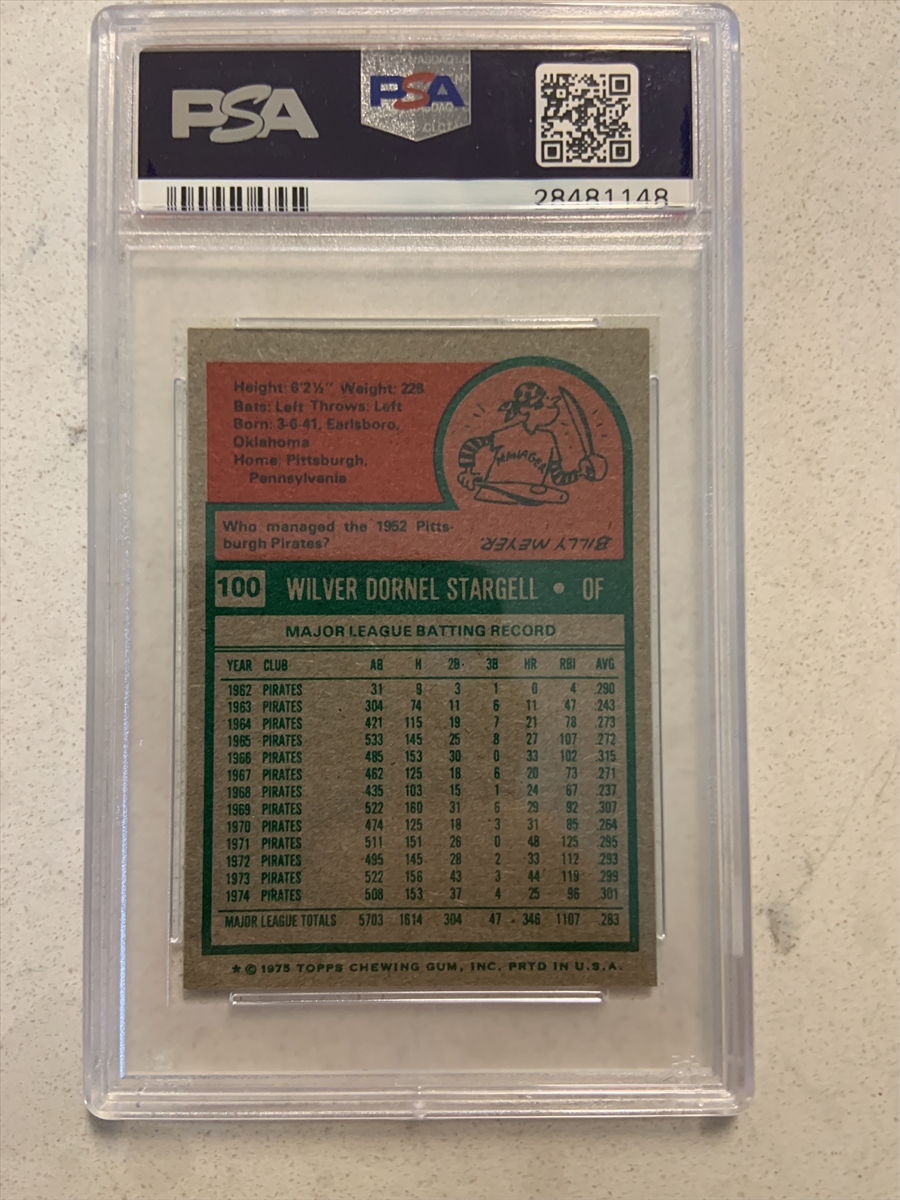 PSA
PSA
28481148
Height: 6'2½" Weight: 228
Bats: Left Throws: Left
Born: 3-6-41, Earlsboro,
Oklahoma
Home: Pittsburgh,
Pennsylvania
MANAGER
Who managed the 1952 Pitts-
burgh Pirates?
BILLY MEYER
100 WILVER DORNEL STARGELL • OF
MAJOR LEAGUE BATTING RECORD
YEAR CLUB AB H 2B 3B HR RBI AVG
1962 PIRATES 31 9 3 1 0 4 .290
1963 PIRATES 304 74 11 6 11 47 .243
1964 PIRATES 421 115 19 7 21 78 .273
1965 PIRATES 533 145 25 8 27 107 .272
1966 PIRATES 485 153 30 0 33 102 .315
1967 PIRATES 462 125 18 6 20 73 .271
1968 PIRATES 435 103 15 1 24 67 .237
1969 PIRATES 522 160 31 6 29 92 .307
1970 PIRATES 474 125 18 3 31 85 .264
1971 PIRATES 511 151 26 0 48 125 .295
1972 PIRATES 495 145 28 2 33 112 .293
1973 PIRATES 522 156 43 3 44 119 .299
1974 PIRATES 508 153 37 4 25 96 .301
MAJOR LEAGUE TOTALS 5703 1614 304 47 346 1107 .283
★ © 1975 TOPPS CHEWING GUM, INC. PRTD IN U.S.A.